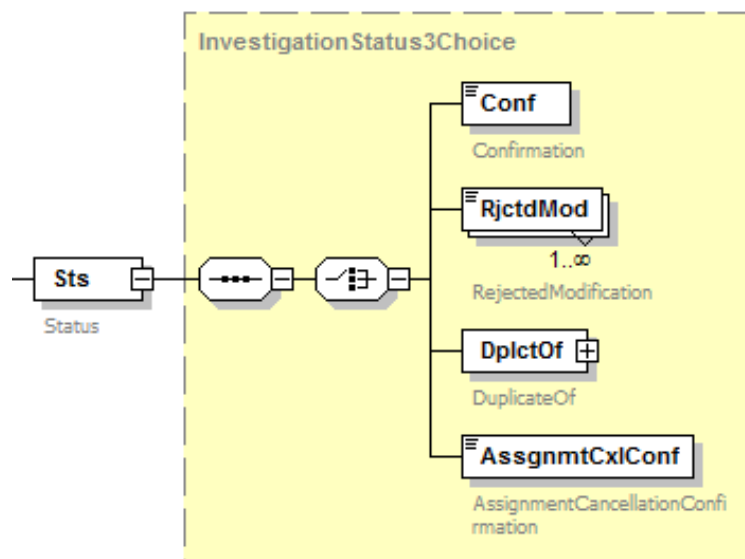 InvestigationStatus3Choice
Conf
Confirmation
RjctdMod
1..∞
RejectedModification
Sts
Status
DplctOf
DuplicateOf
AssgnmtCxlConf
AssignmentCancellationConfi
rmation